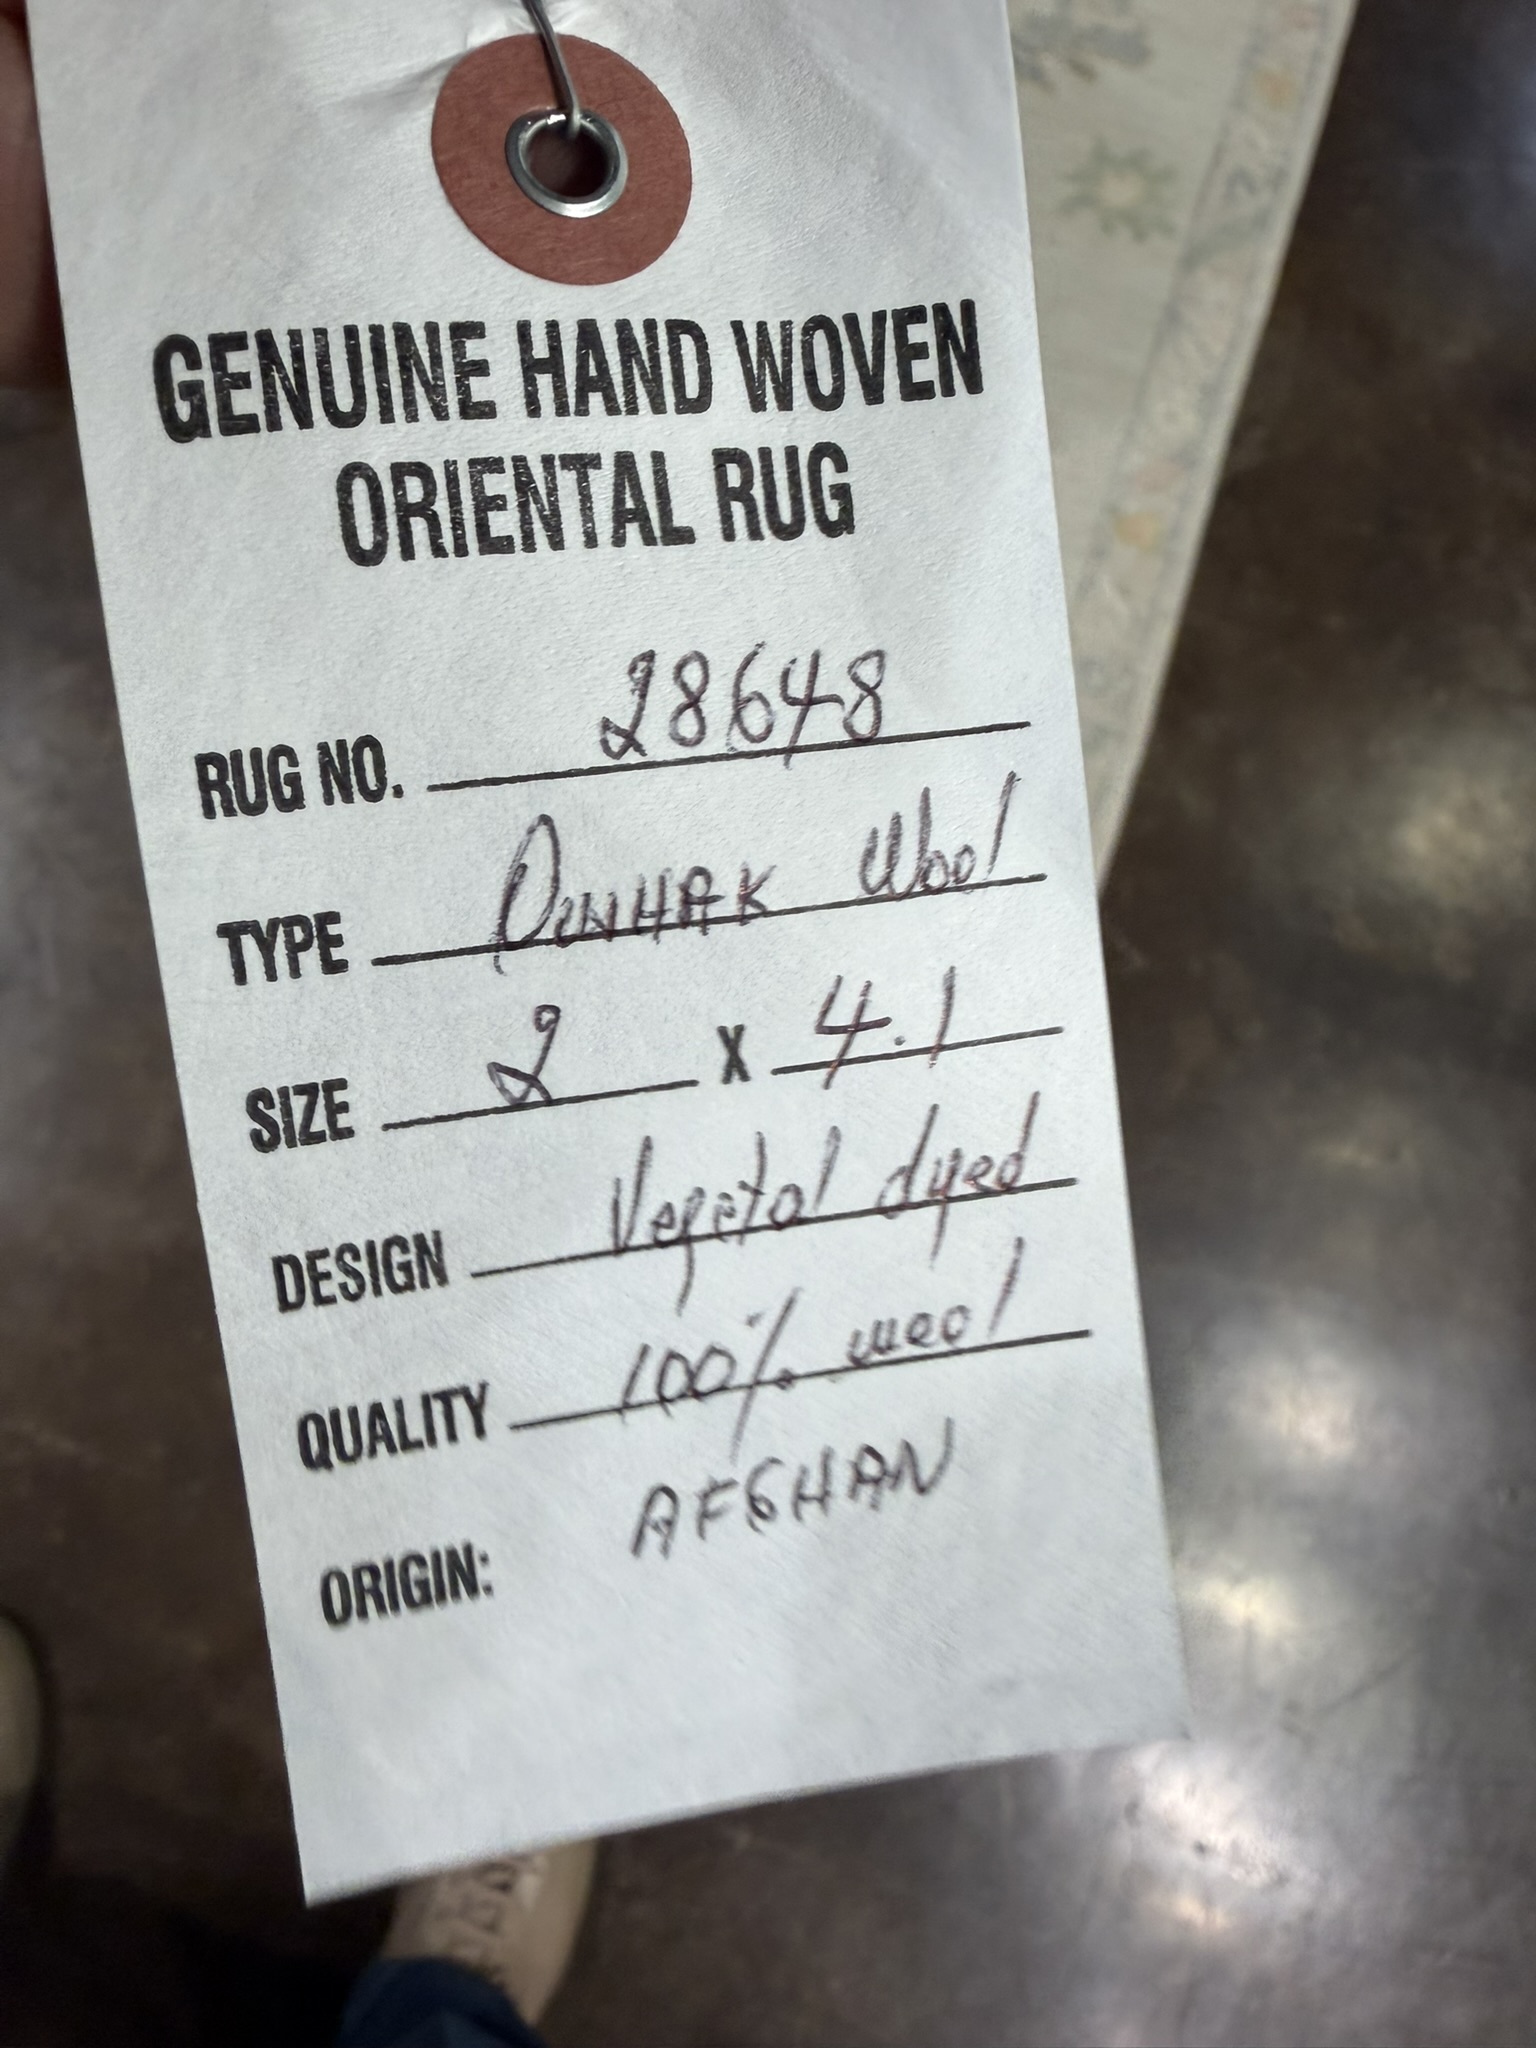 GENUINE HAND WOVEN
ORIENTAL RUG
RUG NO. 28648
TYPE Wool
SIZE 2 X 4.1
DESIGN Vegetal dyed
QUALITY 100% wool
ORIGIN: AFGHAN